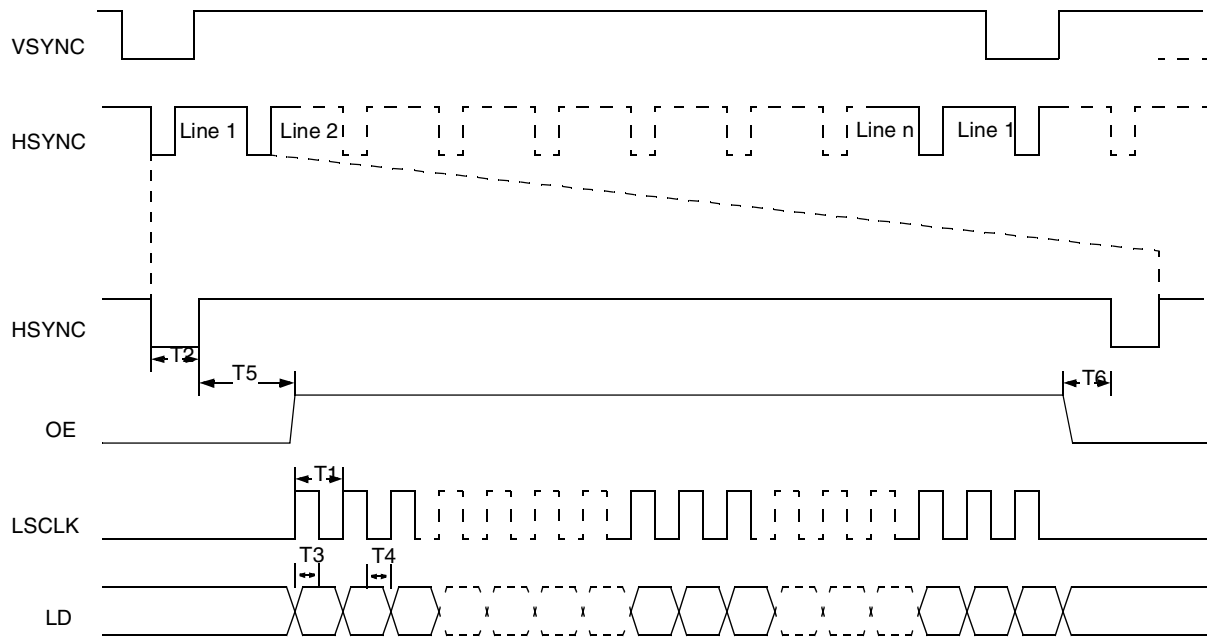 VSYNC
HSYNC
Line 1
Line 2
Line n
Line 1
HSYNC
T2
T5
T6
OE
T1
LSCLK
T3
T4
LD